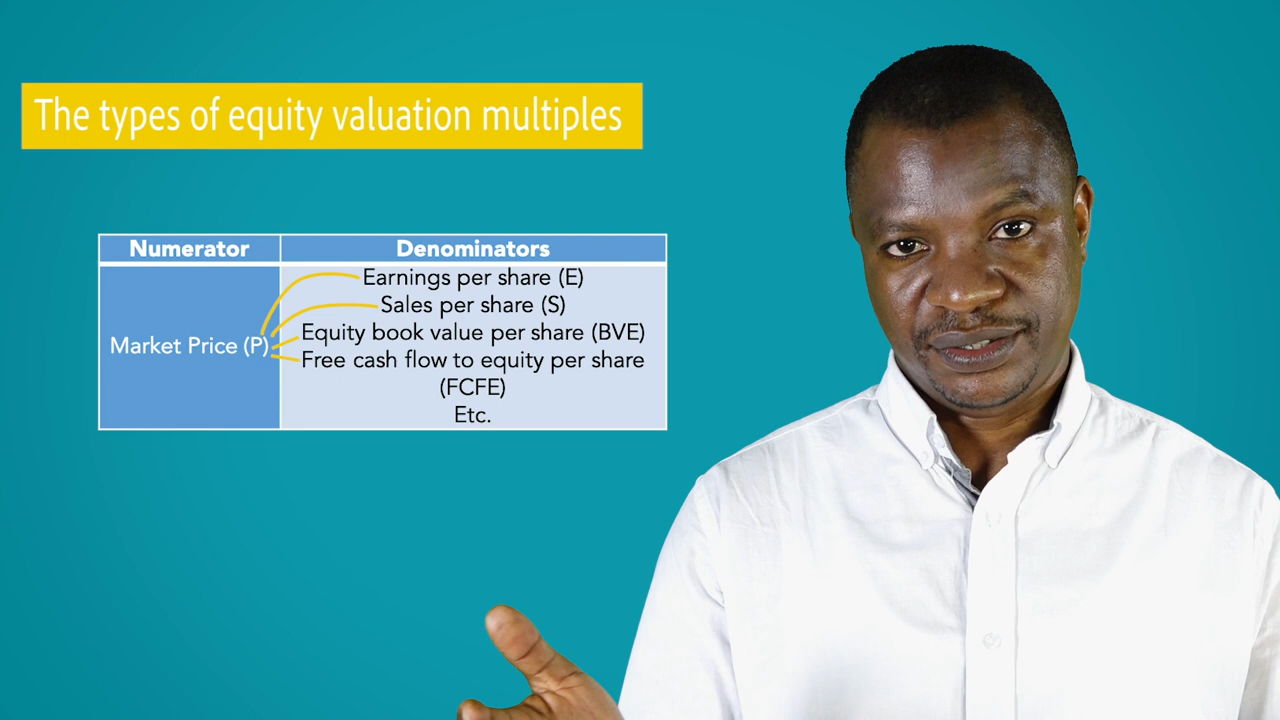 The types of equity valuation multiples
Numerator
Denominators
Market Price (P)
Earnings per share (E)
Sales per share (S)
Equity book value per share (BVE)
Free cash flow to equity per share
(FCFE)
Etc.